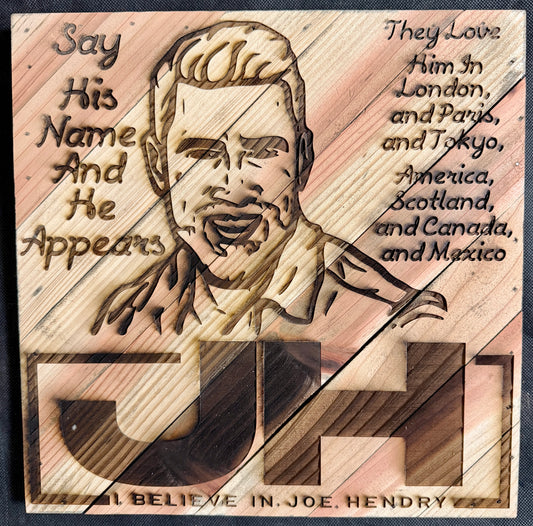 Say
His
Name
And
He
Appears
They Love
Him In
London,
and Paris,
and Tokyo,
America,
Scotland,
and Canada,
and Mexico
JH
I. BELIEVE IN. JOE. HENDRY